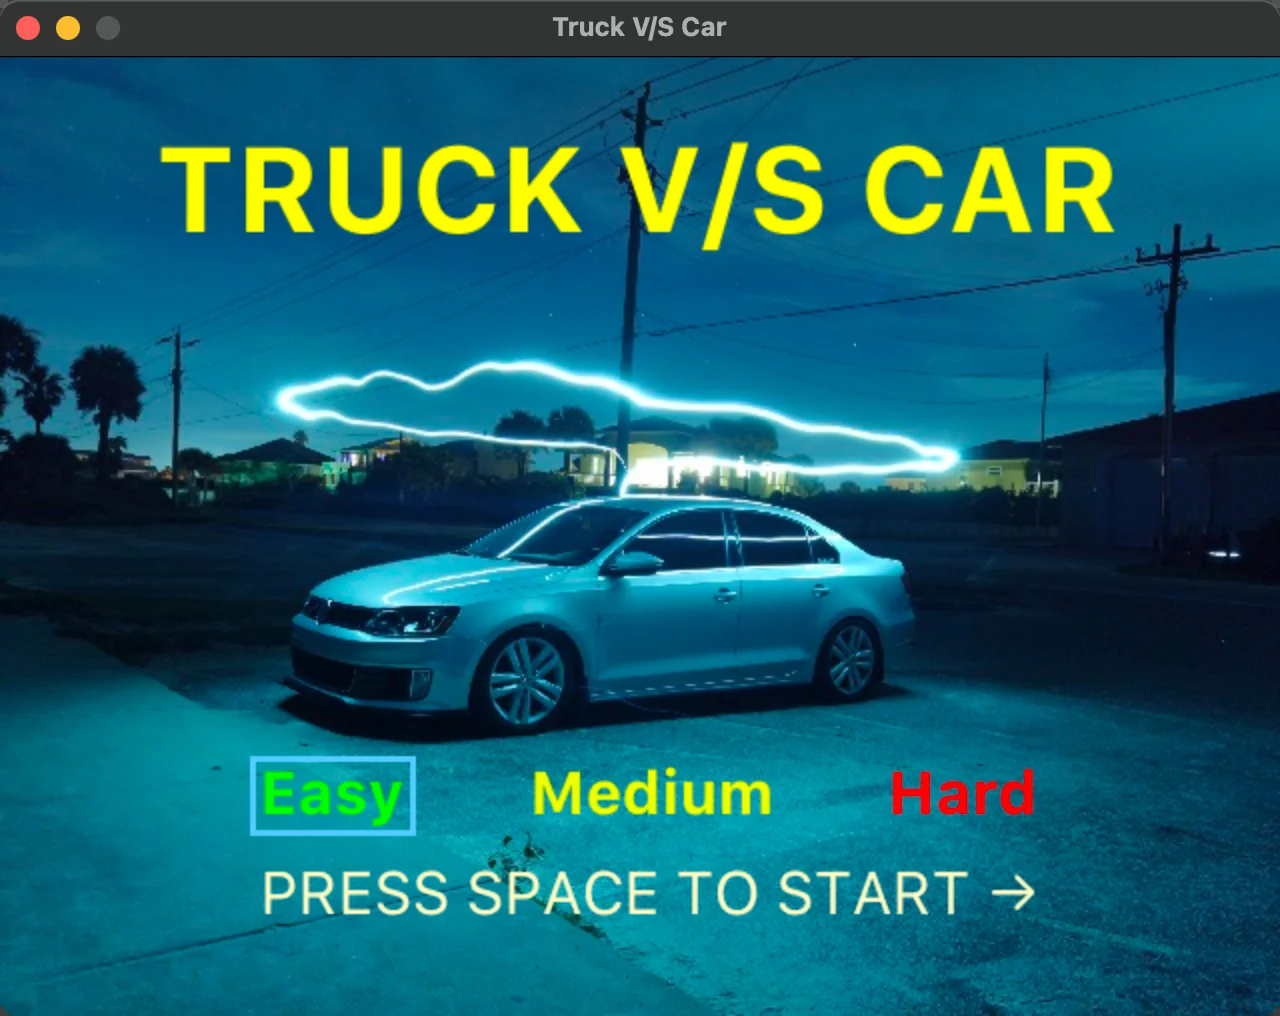 Truck V/S Car
TRUCK V/S CAR
Easy Medium Hard
PRESS SPACE TO START →